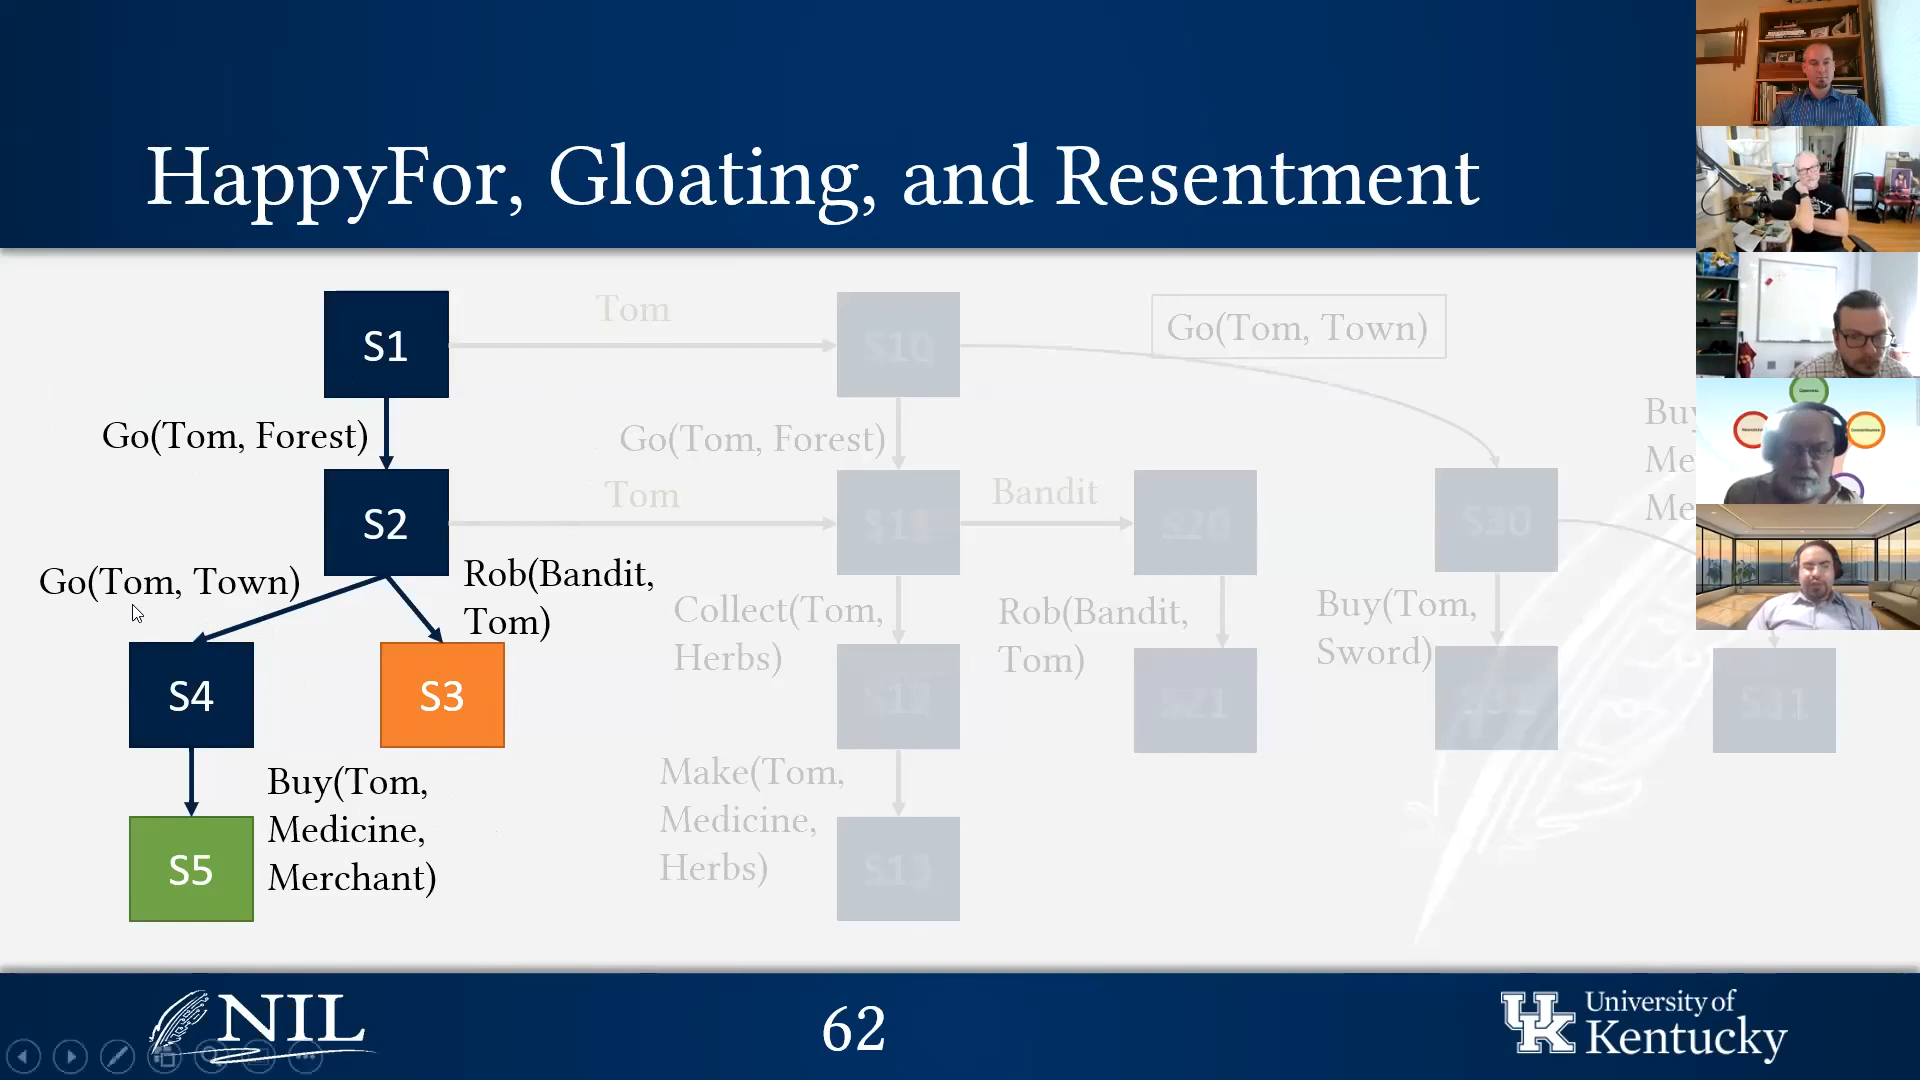 HappyFor, Gloating, and Resentment
S1
Tom
S10
Go(Tom, Town)
Go(Tom, Forest)
Go(Tom, Forest)
S2
Tom
Bandit
S20
S30
Go(Tom, Town)
Rob(Bandit,
Tom)
Collect(Tom,
Herbs)
Rob(Bandit,
Tom)
Buy(Tom,
Sword)
S4
S3
S12
S21
S31
Buy(Tom,
Medicine,
Merchant)
Make(Tom,
Medicine,
Herbs)
S5
S13
NIL
62
UK
University of
Kentucky